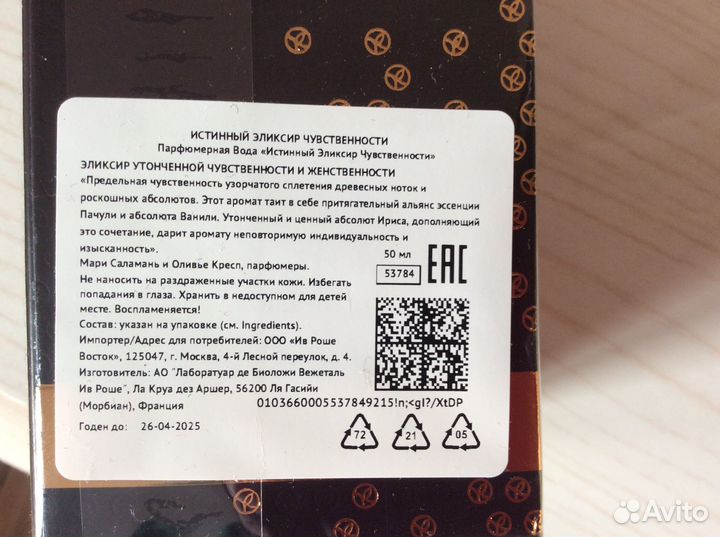 ИСТИННЫЙ ЭЛИКСИР ЧУВСТВЕННОСТИ
Парфюмерная Вода «Истинный Эликсир Чувственности»
ЭЛИКСИР УТОНЧЕННОЙ ЧУВСТВЕННОСТИ И ЖЕНСТВЕННОСТИ
«Предельная чувственность узорчатого сплетения древесных ноток и
роскошных абсолютов. Этот аромат таит в себе притягательный альянс эссенции
Пачули и абсолюта Ванили. Утонченный и ценный абсолют Ириса, дополняющий
это сочетание, дарит аромату неповторимую индивидуальность и
изысканность».
50 мл
Мари Саламань и Оливье Кресп, парфюмеры.
53784
EAC
Не наносить на раздраженные участки кожи. Избегать
попадания в глаза. Хранить в недоступном для детей
месте. Воспламеняется!
Состав: указан на упаковке (см. Ingredients).
Импортер/Адрес для потребителей: ООО «Ив Роше
Восток», 125047, г. Москва, 4-й Лесной переулок, д. 4.
Изготовитель: АО "Лаборатуар де Биоложи Вежеталь
Ив Роше", Ла Круа дез Аршер, 56200 Ля Гасийи
(Морбиан), Франция
0103660005537849215!n;<gI?/XtDP
Годен до: 26-04-2025
72
21
05
Avito